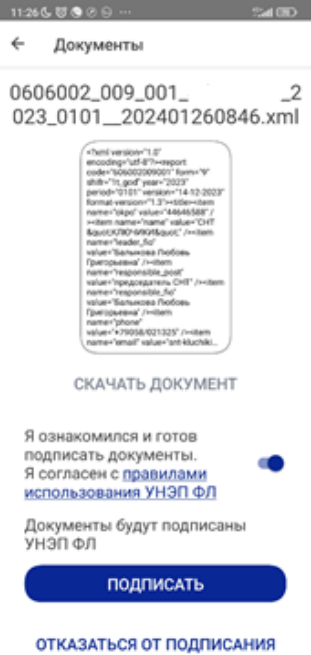 11:26
Документы
0606002_009_001_ _2
023_0101__202401260846.xml
<?xml version="1.0"
encoding="utf-8"?><report
code="606002009001" form="9"
shifr="!t_god" year="2023"
period="0101" version="14-12-2023"
format-version="1.3"><title><item
name="okpo" value="44646588" /
><item name="name" value="СНТ
&quot;КЛЮЧИКИ&quot;" /><item
name="leader_fio"
value="Балыкова Любовь
Григорьевна" /><item
name="responsible_post"
value="председатель СНТ" /><item
name="responsible_fio"
value="Балыкова Любовь
Григорьевна" /><item
name="phone"
value="+79058/021325" /><item
name="email" value="snt-kluchiki...
СКАЧАТЬ ДОКУМЕНТ
Я ознакомился и готов
подписать документы.
Я согласен с правилами
использования УНЭП ФЛ
Документы будут подписаны
УНЭП ФЛ
ПОДПИСАТЬ
ОТКАЗАТЬСЯ ОТ ПОДПИСАНИЯ